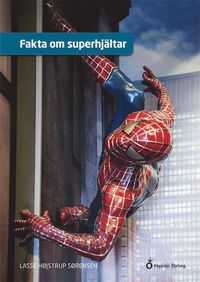 Fakta om superhjältar
LASSE HØJSTRUP SØRENSEN
Nypon förlag